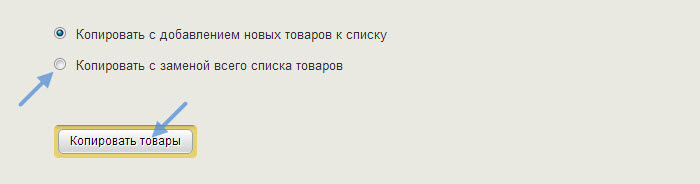 Копировать с добавлением новых товаров к списку
Копировать с заменой всего списка товаров
Копировать товары